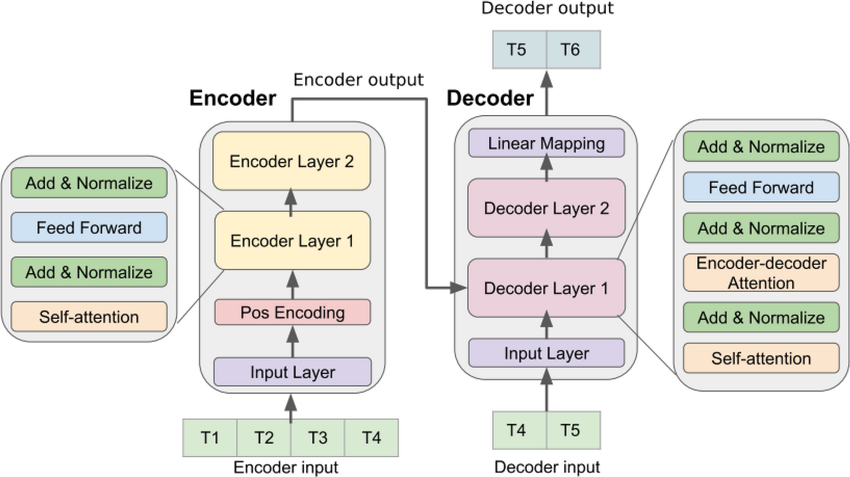 Decoder output
T5 T6
Encoder output
Encoder
Decoder
Add & Normalize
Feed Forward
Add & Normalize
Self-attention
Encoder Layer 2
Encoder Layer 1
Pos Encoding
Input Layer
T1 T2 T3 T4
Encoder input
Linear Mapping
Decoder Layer 2
Decoder Layer 1
Input Layer
T4 T5
Decoder input
Add & Normalize
Feed Forward
Add & Normalize
Encoder-decoder
Attention
Add & Normalize
Self-attention